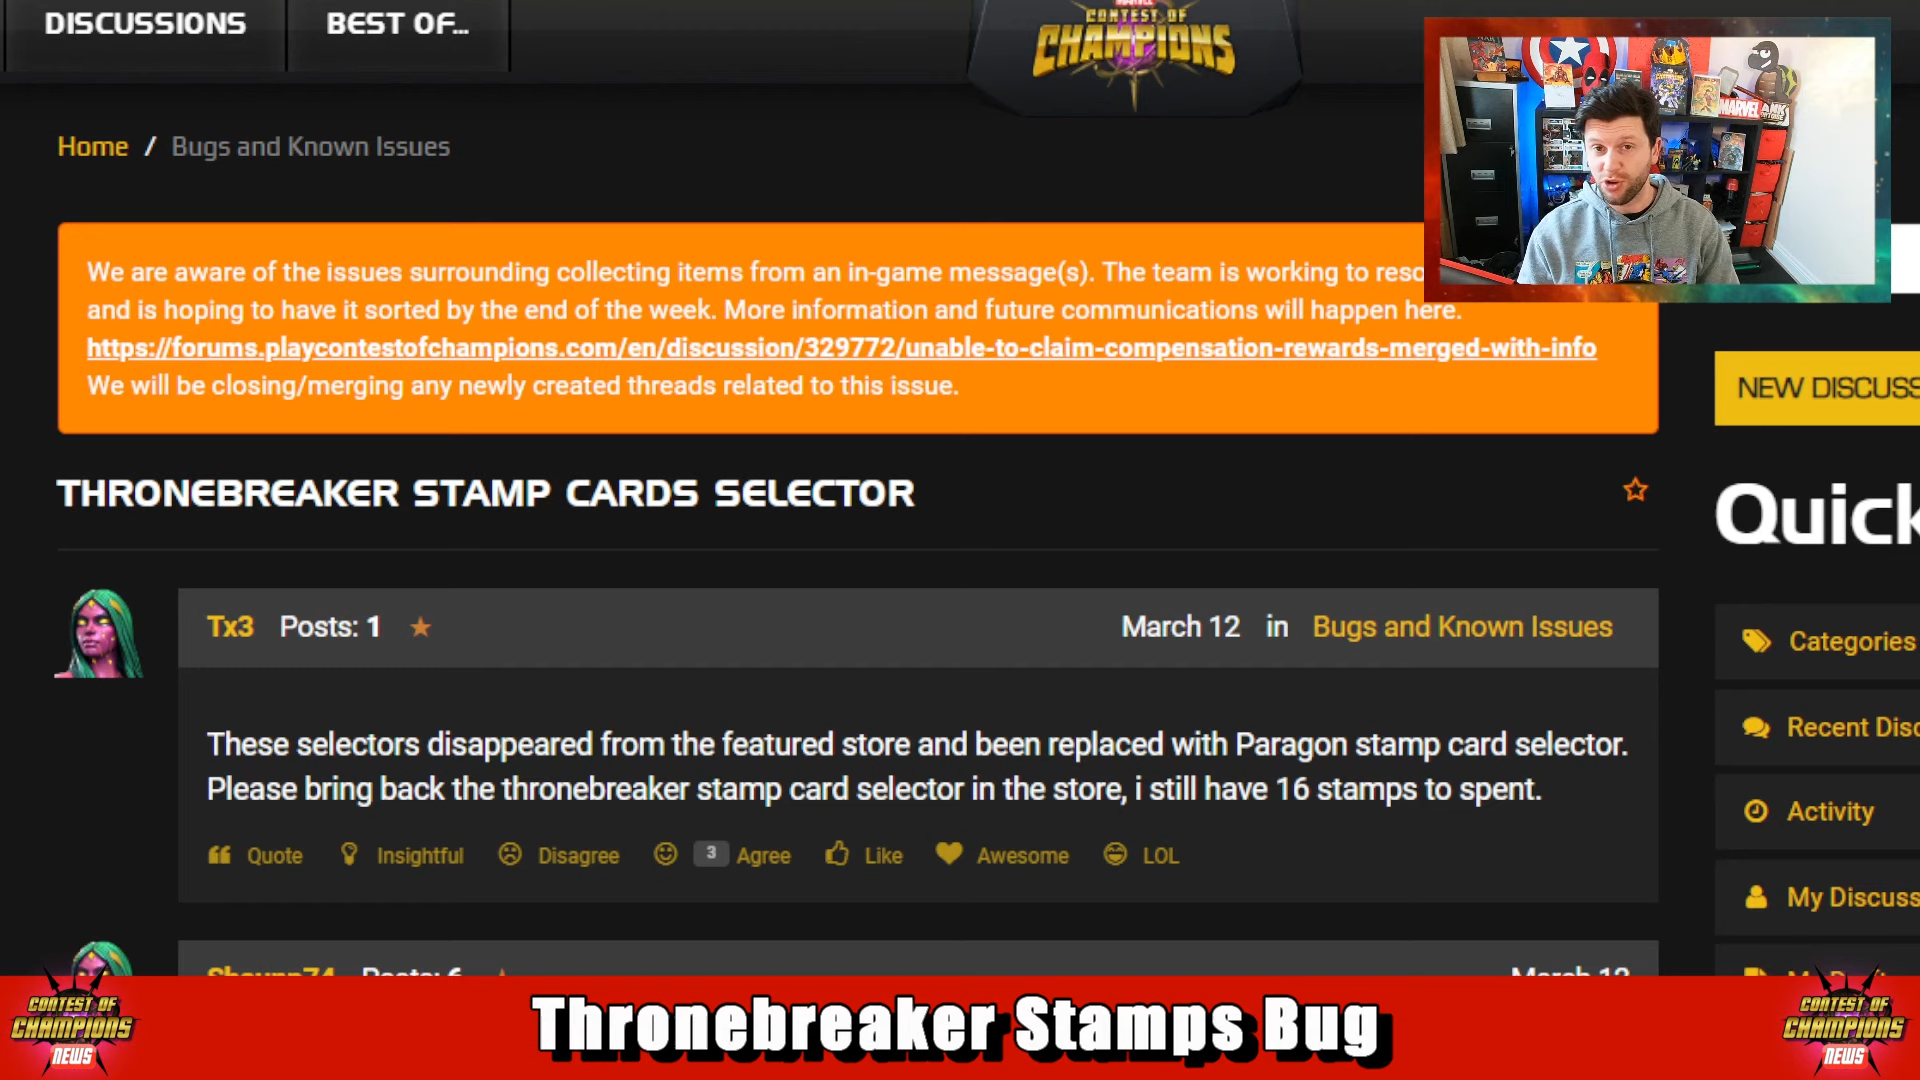 DISCUSSIONS
BEST OF...
CONTEST OF
CHAMPIONS
MARVEL
Home / Bugs and Known Issues
We are aware of the issues surrounding collecting items from an in-game message(s). The team is working to reso
and is hoping to have it sorted by the end of the week. More information and future communications will happen here.
https://forums.playcontestofchampions.com/en/discussion/329772/unable-to-claim-compensation-rewards-merged-with-info
We will be closing/merging any newly created threads related to this issue.
NEW DISCUSS
THRONEBREAKER STAMP CARDS SELECTOR
Quick
Tx3 Posts: 1
March 12 in Bugs and Known Issues
Categories
These selectors disappeared from the featured store and been replaced with Paragon stamp card selector.
Please bring back the thronebreaker stamp card selector in the store, i still have 16 stamps to spent.
Recent Disc
Activity
Quote Insightful Disagree 3 Agree Like Awesome LOL
My Discuss
Posts: 6
March 12
CONTEST OF
CHAMPIONS
NEWS
Thronebreaker Stamps Bug
CONTEST OF
CHAMPIONS
NEWS